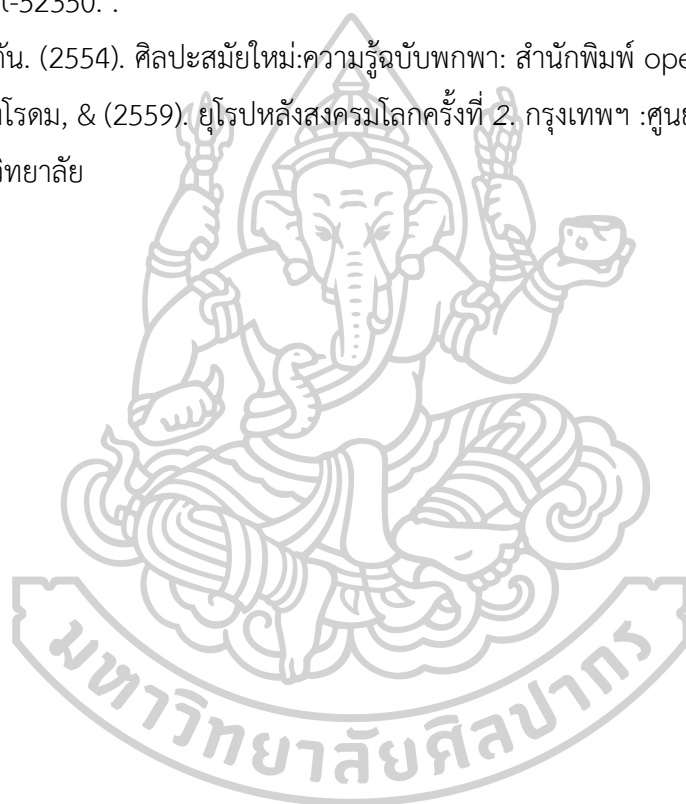 -52350. .
กัน. (2554). ศิลปะสมัยใหม่:ความรู้ฉบับพกพา: สำนักพิมพ์ ope
โรดม, & (2559). ยุโรปหลังสงครามโลกครั้งที่ 2. กรุงเทพฯ :ศูนย
วิทยาลัย
มหาวิทยาลัยศิลปากร